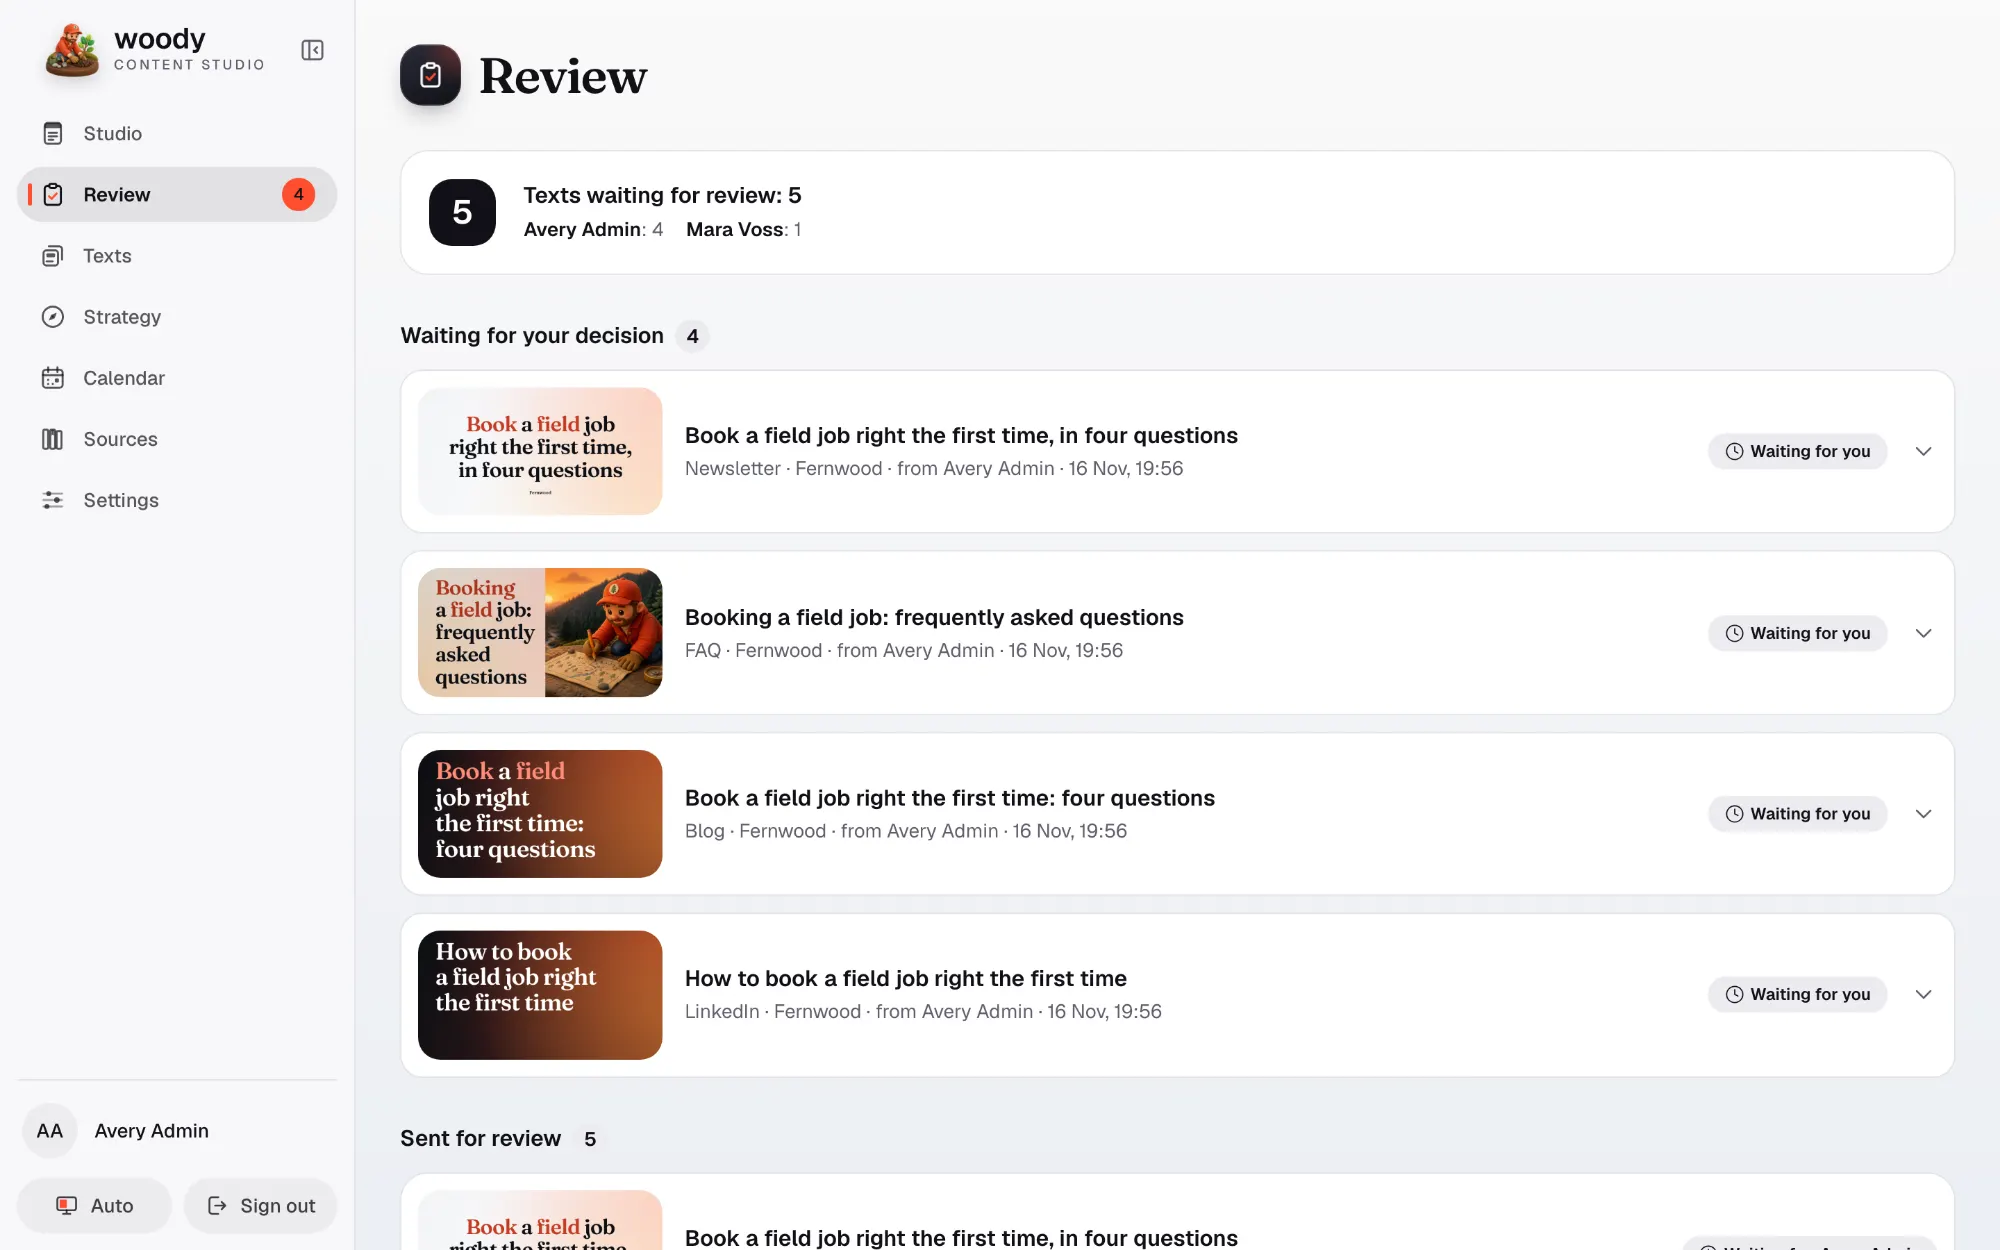 woody
CONTENT STUDIO
Studio
Review
4
Texts
Strategy
Calendar
Sources
Settings
AA
Avery Admin
Auto
Sign out
Review
5
Texts waiting for review: 5
Avery Admin: 4 Mara Voss: 1
Waiting for your decision 4
Book a field job
right the first time,
in four questions
Fernwood
Book a field job right the first time, in four questions
Newsletter · Fernwood · from Avery Admin · 16 Nov, 19:56
Waiting for you
Booking
a field job:
frequently
asked
questions
Booking a field job: frequently asked questions
FAQ · Fernwood · from Avery Admin · 16 Nov, 19:56
Waiting for you
Book a field
job right
the first time:
four questions
Book a field job right the first time: four questions
Blog · Fernwood · from Avery Admin · 16 Nov, 19:56
Waiting for you
How to book
a field job right
the first time
How to book a field job right the first time
LinkedIn · Fernwood · from Avery Admin · 16 Nov, 19:56
Waiting for you
Sent for review 5
Book a field job
right the first time
Book a field job right the first time, in four questions